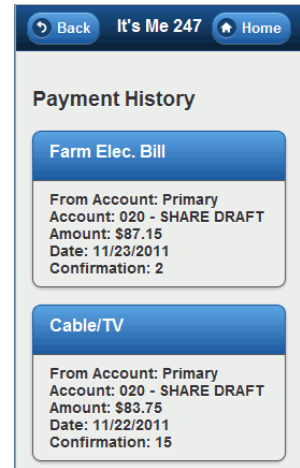 Back It's Me 247 Home
Payment History
Farm Elec. Bill
From Account: Primary
Account: 020 - SHARE DRAFT
Amount: $87.15
Date: 11/23/2011
Confirmation: 2
Cable/TV
From Account: Primary
Account: 020 - SHARE DRAFT
Amount: $83.75
Date: 11/22/2011
Confirmation: 15